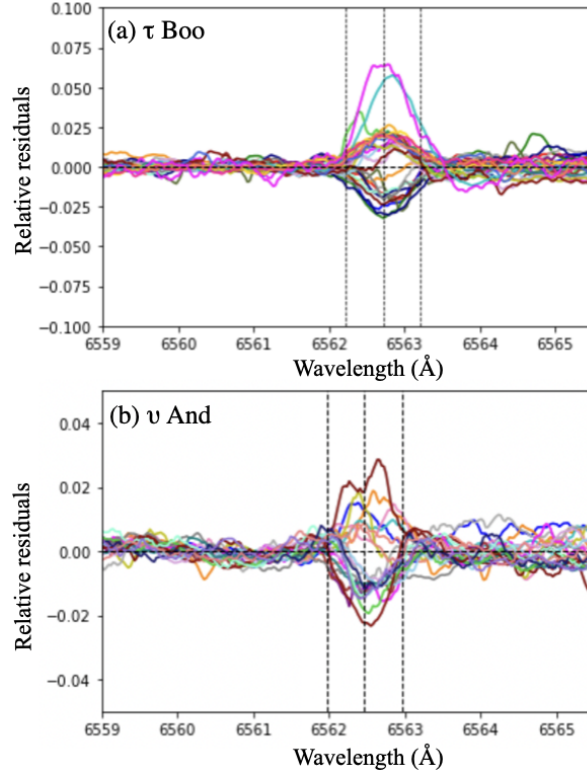 (a) τ Boo
0.100
0.075
0.050
0.025
0.000
−0.025
−0.050
−0.075
−0.100
Relative residuals
6559 6560 6561 6562 6563 6564 6565
Wavelength (Å)
(b) υ And
0.04
0.02
0.00
−0.02
−0.04
Relative residuals
6559 6560 6561 6562 6563 6564 6565
Wavelength (Å)